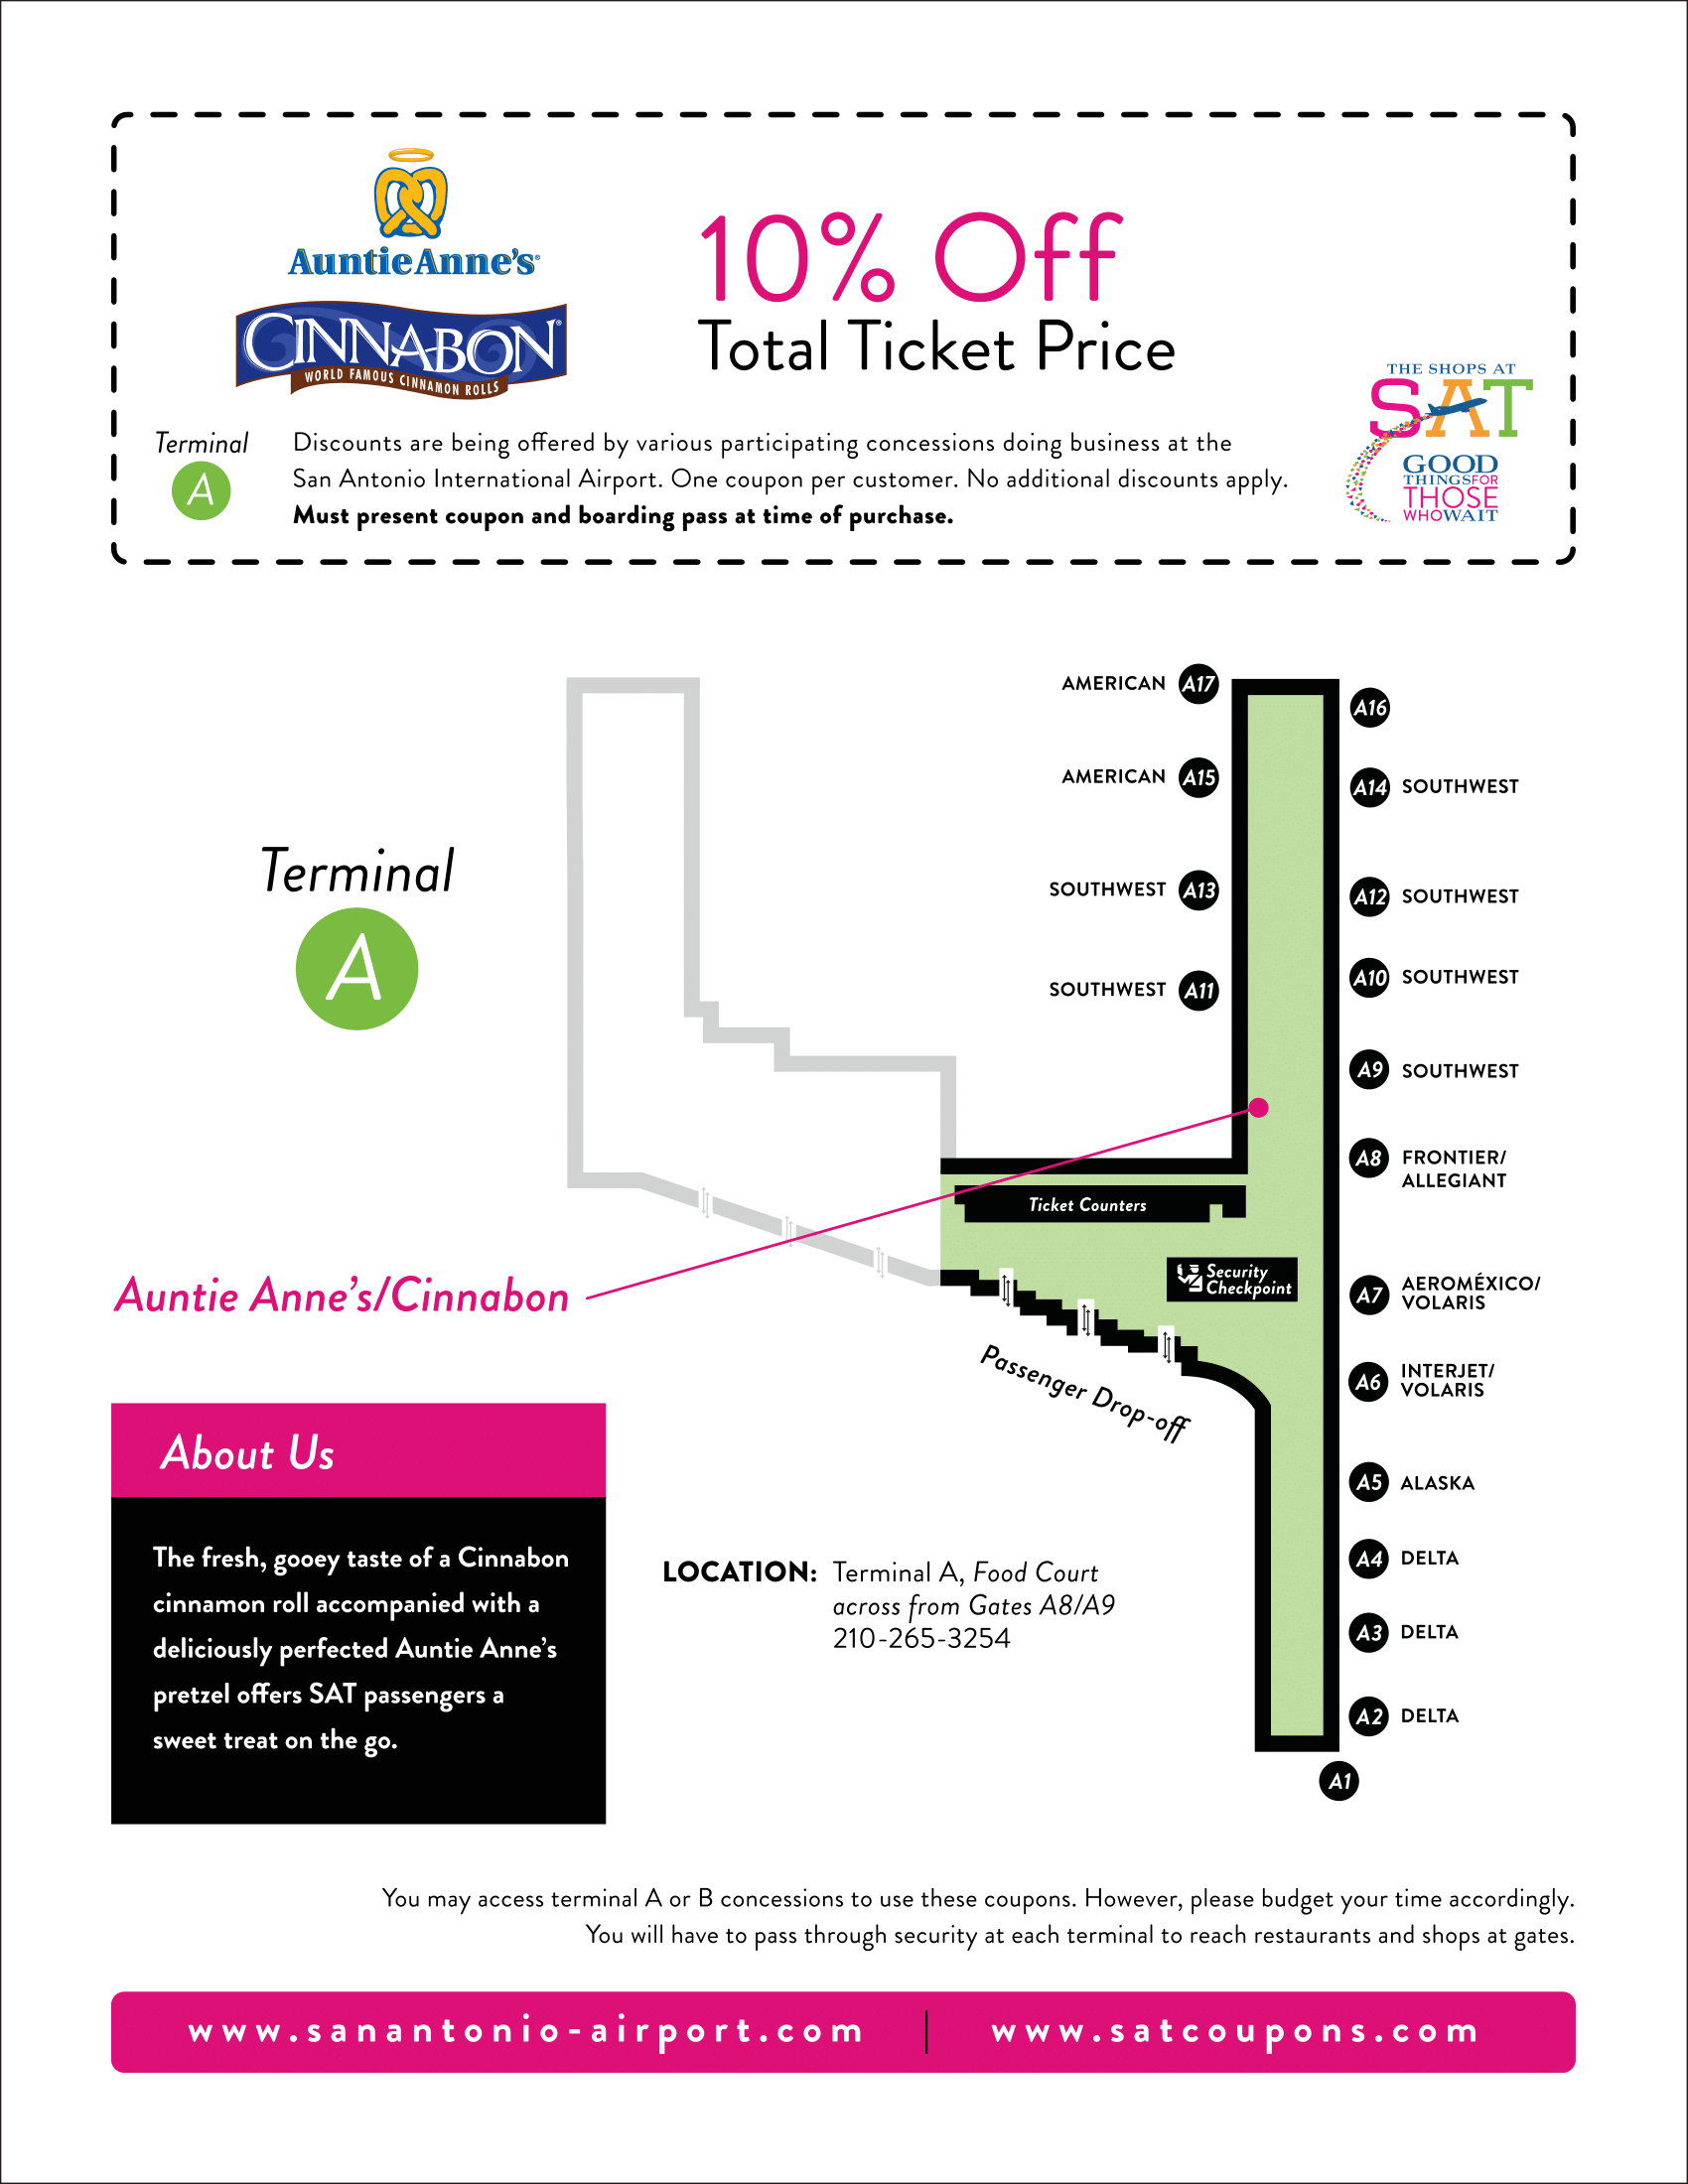 Auntie Anne's®
CINNABON®
WORLD FAMOUS CINNAMON ROLLS
10% Off
Total Ticket Price
Terminal
A
Discounts are being offered by various participating concessions doing business at the
San Antonio International Airport. One coupon per customer. No additional discounts apply.
Must present coupon and boarding pass at time of purchase.
THE SHOPS AT
SAT
GOOD
THINGSFOR
THOSE
WHOWAIT
AMERICAN A17
A16
AMERICAN A15
A14 SOUTHWEST
Terminal
A
SOUTHWEST A13
A12 SOUTHWEST
SOUTHWEST A11
A10 SOUTHWEST
A9 SOUTHWEST
A8 FRONTIER/
ALLEGIANT
Ticket Counters
Security
Checkpoint
Auntie Anne's/Cinnabon
A7 AEROMÉXICO/
VOLARIS
Passenger Drop-off
A6 INTERJET/
VOLARIS
A5 ALASKA
A4 DELTA
A3 DELTA
A2 DELTA
A1
About Us
The fresh, gooey taste of a Cinnabon
cinnamon roll accompanied with a
deliciously perfected Auntie Anne's
pretzel offers SAT passengers a
sweet treat on the go.
LOCATION: Terminal A, Food Court
across from Gates A8/A9
210-265-3254
You may access terminal A or B concessions to use these coupons. However, please budget your time accordingly.
You will have to pass through security at each terminal to reach restaurants and shops at gates.
www.sanantonio-airport.com | www.satcoupons.com